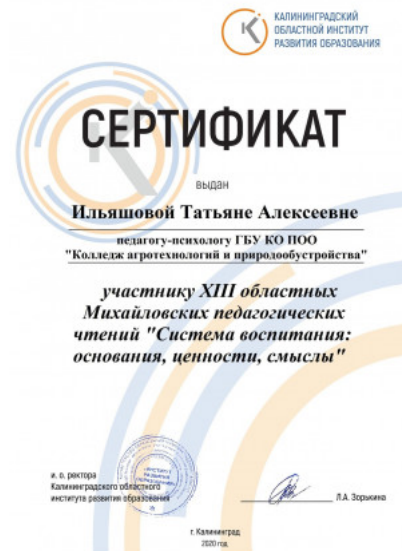 КАЛИНИНГРАДСКИЙ
ОБЛАСТНОЙ ИНСТИТУТ
РАЗВИТИЯ ОБРАЗОВАНИЯ
СЕРТИФИКАТ
выдан
Ильяшовой Татьяне Алексеевне
педагогу-психологу ГБУ КО ПОО
"Колледж агротехнологий и природообустройства"
участнику XIII областных
Михайловских педагогических
чтений "Система воспитания:
основания, ценности, смыслы"
и. о. ректора
Калининградского областного
института развития образования
Л.А. Зорькина
г. Калининград
2020 год